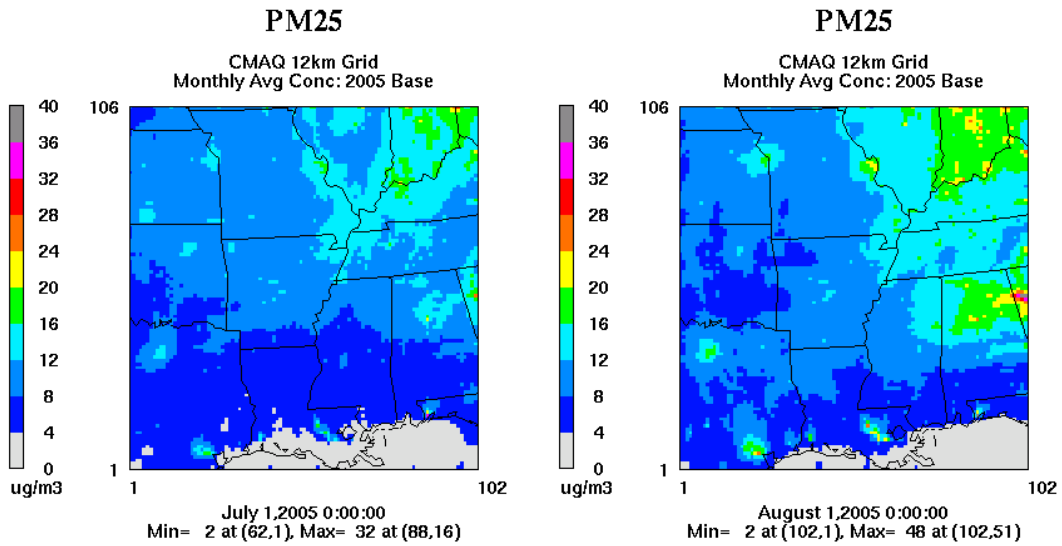 PM25
CMAQ 12km Grid
Monthly Avg Conc: 2005 Base
40
36
32
28
24
20
16
12
8
4
0
ug/m3
106
1
1
102
July 1,2005 0:00:00
Min= 2 at (62,1), Max= 32 at (88,16)
PM25
CMAQ 12km Grid
Monthly Avg Conc: 2005 Base
40
36
32
28
24
20
16
12
8
4
0
ug/m3
106
1
1
102
August 1,2005 0:00:00
Min= 2 at (102,1), Max= 48 at (102,51)